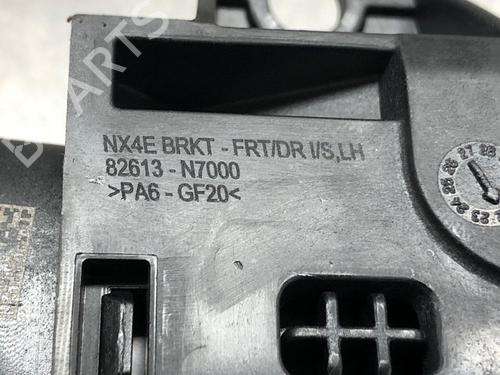 NX4E BRKT - FRT/DR I/S,LH
82613 - N7000
>PA6 - GF20<